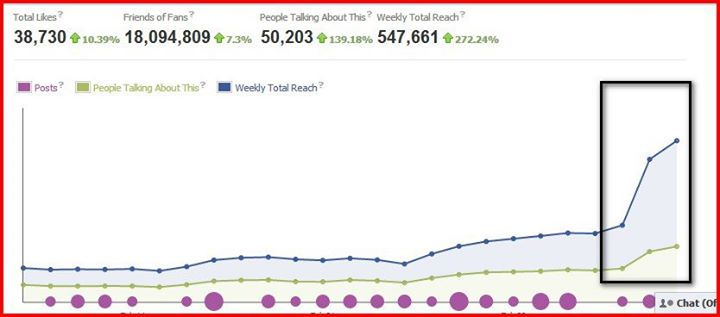 Total Likes? Friends of Fans? People Talking About This? Weekly Total Reach?
38,730 10.39% 18,094,809 7.3% 50,203 139.18% 547,661 272.24%
Posts? People Talking About This? Weekly Total Reach?
Chat (Of